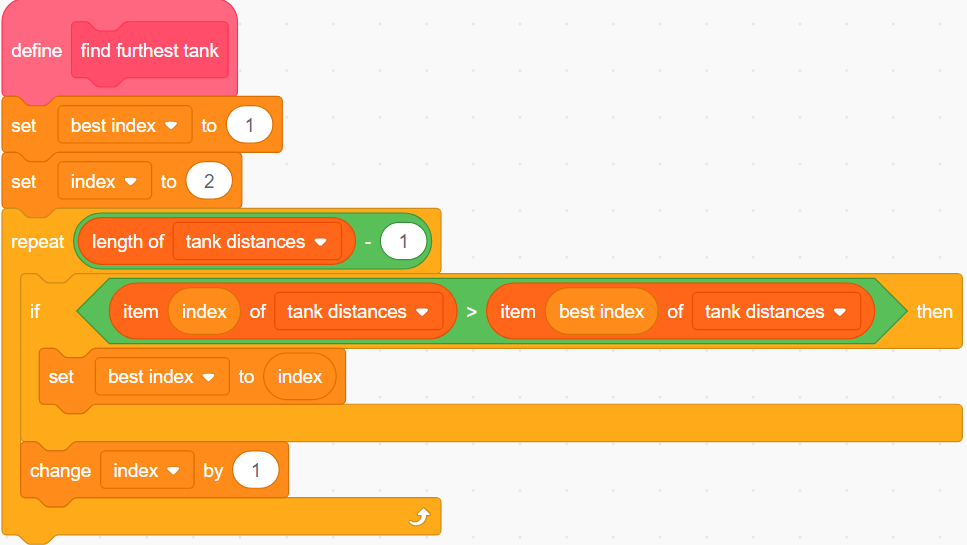 define find furthest tank
set best index to 1
set index to 2
repeat length of tank distances - 1
if item index of tank distances > item best index of tank distances then
set best index to index
change index by 1